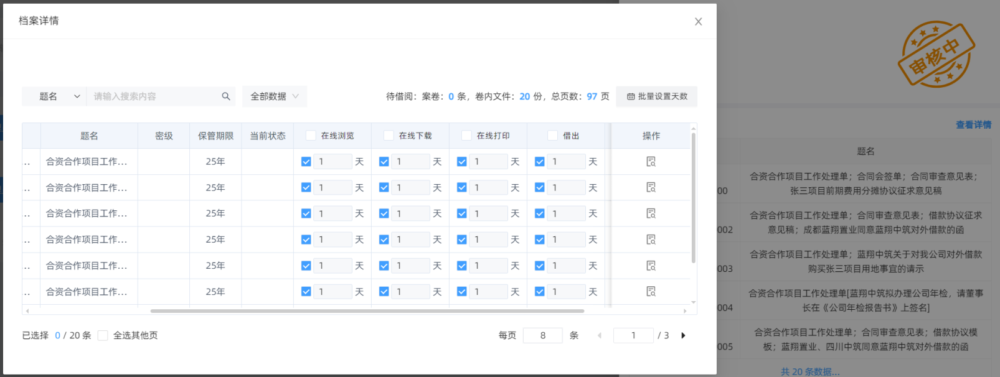 档案详情
题名 请输入搜索内容 全部数据 待借阅：案卷：0 条，卷内文件：20 份，总页数：97 页 批量设置天数
题名 密级 保管期限 当前状态 在线浏览 在线下载 在线打印 借出 操作
.. 合资合作项目工作... 25年 1 天 1 天 1 天 1 天
.. 合资合作项目工作... 25年 1 天 1 天 1 天 1 天
.. 合资合作项目工作... 25年 1 天 1 天 1 天 1 天
.. 合资合作项目工作... 25年 1 天 1 天 1 天 1 天
.. 合资合作项目工作... 25年 1 天 1 天 1 天 1 天
.. 合资合作项目工作... 25年 1 天 1 天 1 天 1 天
已选择 0 / 20 条 全选其他页 每页 8 条 1 / 3
审核中
查看详情
题名
00 合资合作项目工作处理单；合同会签单；合同审查意见表；
张三项目前期费用分摊协议征求意见稿
002 合资合作项目工作处理单；合同审查意见表；借款协议征求
意见稿；成都蓝翔置业同意蓝翔中筑对外借款的函
003 合资合作项目工作处理单；蓝翔中筑关于对我公司对外借款
购买张三项目用地事宜的请示
004 合资合作项目工作处理单[蓝翔中筑拟办理公司年检，请董事
长在《公司年检报告书》上签名]
005 合资合作项目工作处理单；合同审查意见表；借款协议模
板；蓝翔置业、四川中筑同意蓝翔中筑对外借款的函
共 20 条数据...